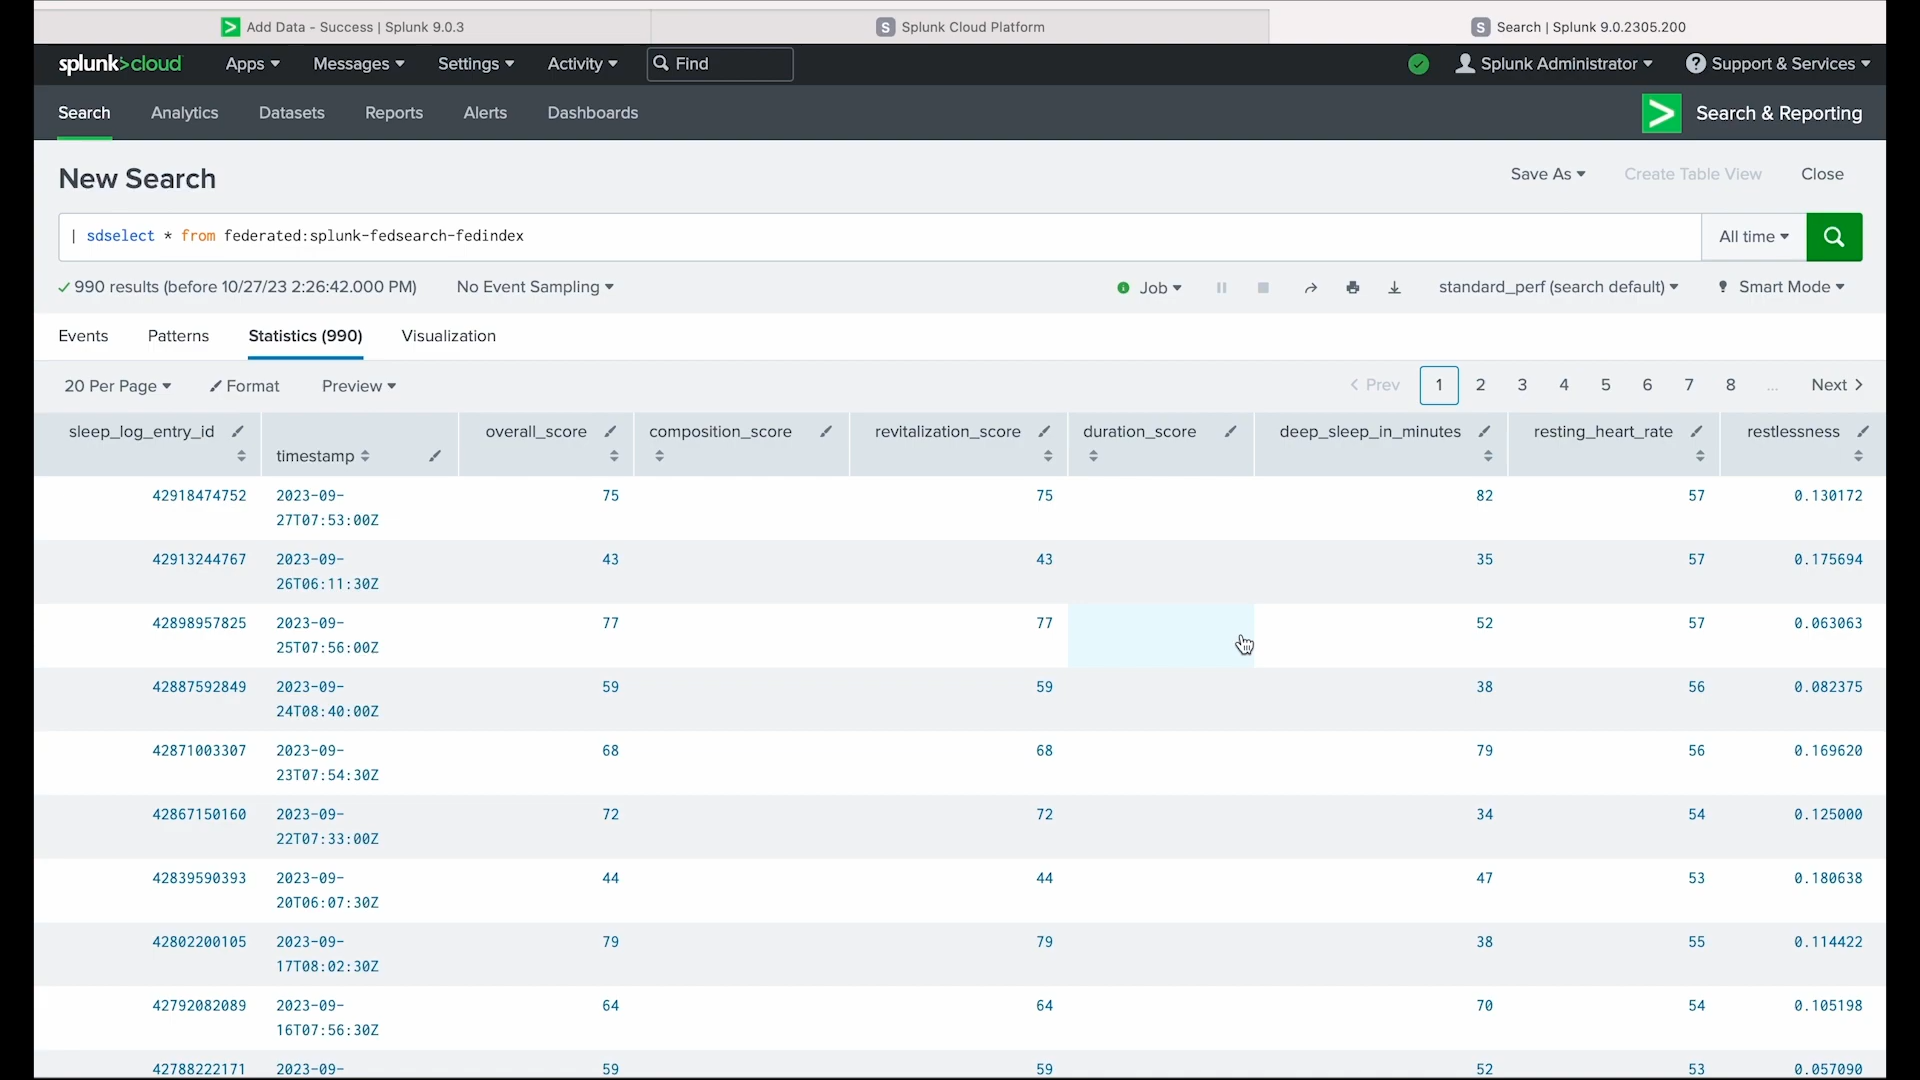 Add Data - Success | Splunk 9.0.3
S Splunk Cloud Platform
S Search | Splunk 9.0.2305.200
splunk>cloud Apps Messages Settings Activity Find Splunk Administrator ? Support & Services
Search Analytics Datasets Reports Alerts Dashboards > Search & Reporting
New Search Save As Create Table View Close
| sdselect * from federated:splunk-fedsearch-fedindex All time
990 results (before 10/27/23 2:26:42.000 PM) No Event Sampling Job standard_perf (search default) Smart Mode
Events Patterns Statistics (990) Visualization
20 Per Page Format Preview < Prev 1 2 3 4 5 6 7 8 ... Next >
sleep_log_entry_id timestamp overall_score composition_score revitalization_score duration_score deep_sleep_in_minutes resting_heart_rate restlessness
42918474752 2023-09- 75 75 82 57 0.130172
27T07:53:00Z
42913244767 2023-09- 43 43 35 57 0.175694
26T06:11:30Z
42898957825 2023-09- 77 77 52 57 0.063063
25T07:56:00Z
42887592849 2023-09- 59 59 38 56 0.082375
24T08:40:00Z
42871003307 2023-09- 68 68 79 56 0.169620
23T07:54:30Z
42867150160 2023-09- 72 72 34 54 0.125000
22T07:33:00Z
42839590393 2023-09- 44 44 47 53 0.180638
20T06:07:30Z
42802200105 2023-09- 79 79 38 55 0.114422
17T08:02:30Z
42792082089 2023-09- 64 64 70 54 0.105198
16T07:56:30Z
42788222171 2023-09- 59 59 52 53 0.057090